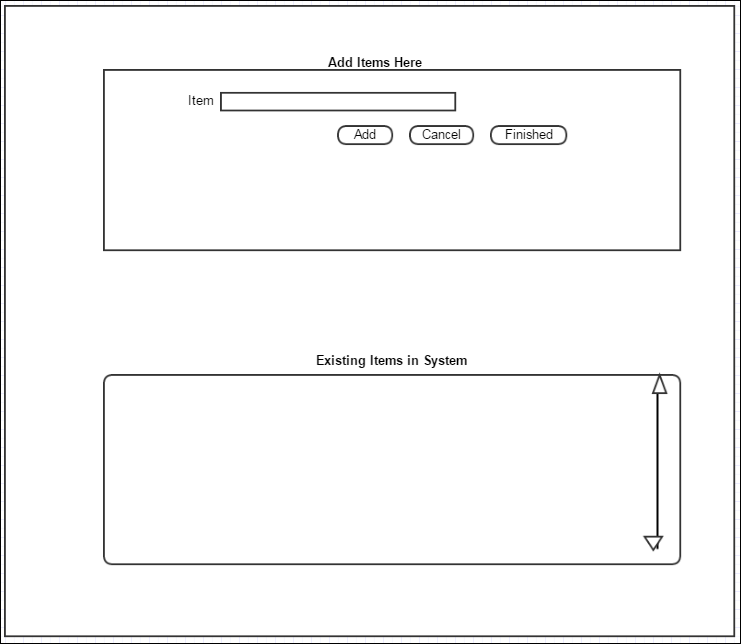 Add Items Here
Item
Add Cancel Finished
Existing Items in System